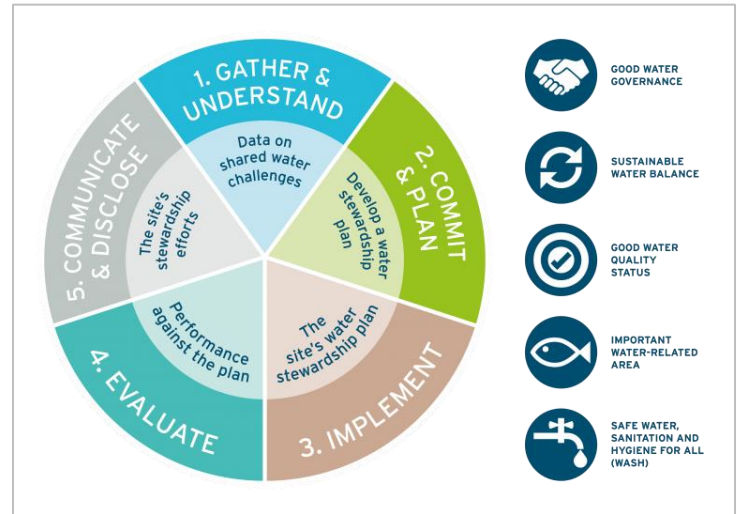 1. GATHER &
UNDERSTAND
Data on
shared water
challenges
2. COMMIT
& PLAN
Develop a water
stewardship
plan
3. IMPLEMENT
The
site's water
stewardship plan
4. EVALUATE
Performance
against the plan
5. COMMUNICATE
& DISCLOSE
The site's
stewardship
efforts
GOOD WATER
GOVERNANCE
SUSTAINABLE
WATER BALANCE
GOOD WATER
QUALITY
STATUS
IMPORTANT
WATER-RELATED
AREA
SAFE WATER,
SANITATION AND
HYGIENE FOR ALL
(WASH)